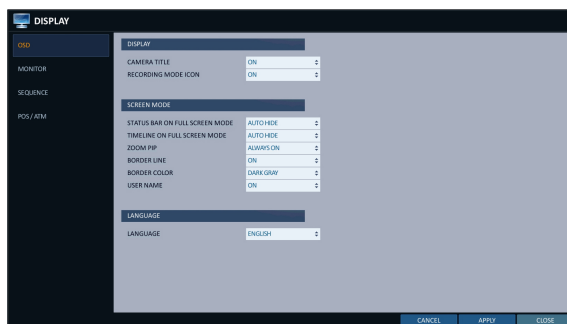 DISPLAY
OSD
MONITOR
SEQUENCE
POS / ATM
DISPLAY
CAMERA TITLE ON
RECORDING MODE ICON ON
SCREEN MODE
STATUS BAR ON FULL SCREEN MODE AUTO HIDE
TIMELINE ON FULL SCREEN MODE AUTO HIDE
ZOOM PIP ALWAYS ON
BORDER LINE ON
BORDER COLOR DARK GRAY
USER NAME ON
LANGUAGE
LANGUAGE ENGLISH
CANCEL APPLY CLOSE